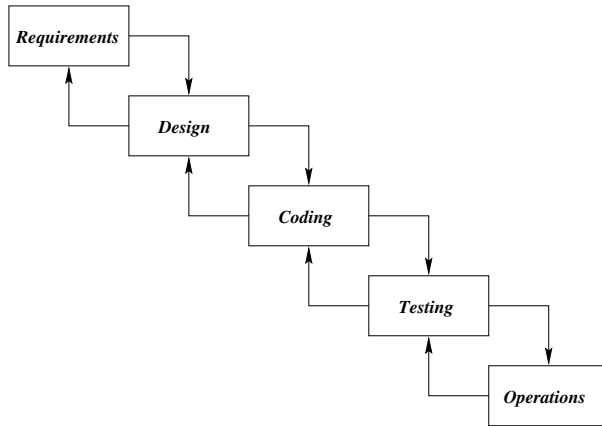 Requirements
Design
Coding
Testing
Operations